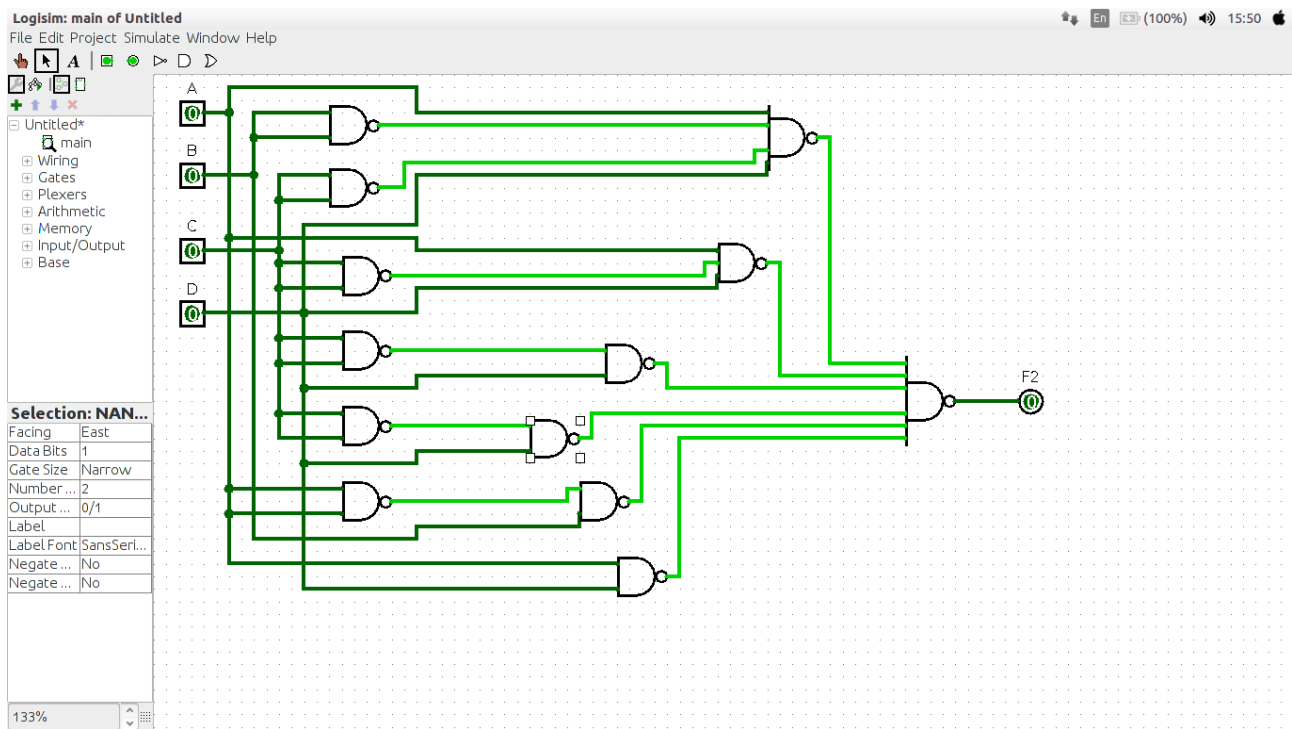 Logisim: main of Untitled
En (100%) 15:50
File Edit Project Simulate Window Help
A
Untitled*
main
Wiring
Gates
Plexers
Arithmetic
Memory
Input/Output
Base
Selection: NAN...
Facing East
Data Bits 1
Gate Size Narrow
Number ... 2
Output ... 0/1
Label
Label Font SansSeri...
Negate ... No
Negate ... No
133%
A
0
B
0
C
0
D
0
F2
0